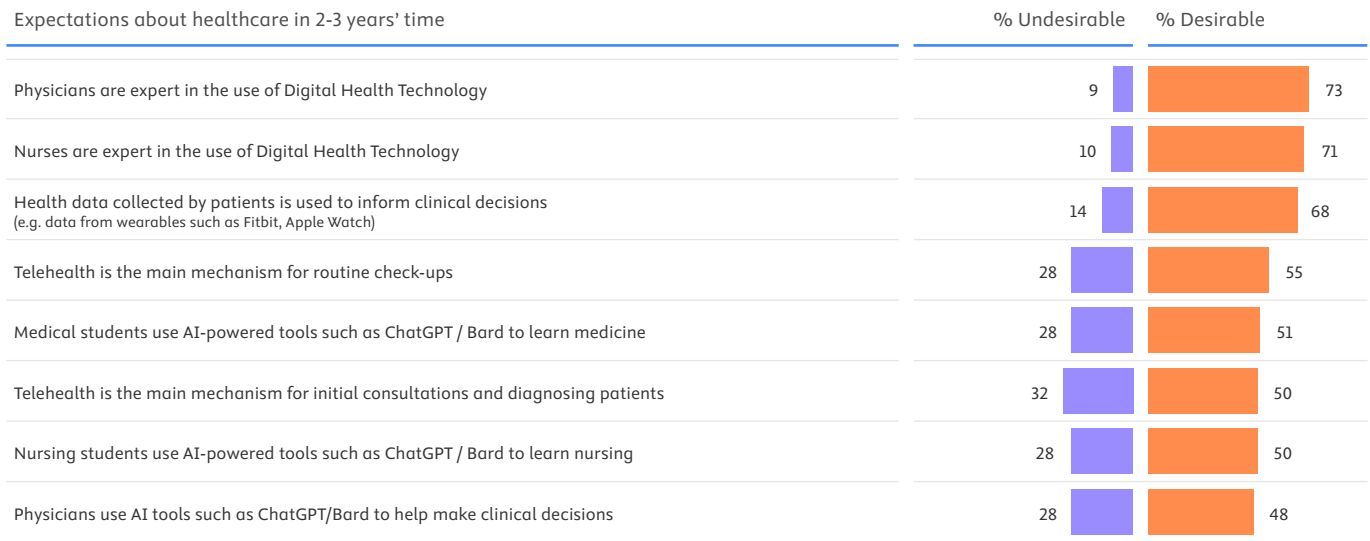 Expectations about healthcare in 2-3 years’ time % Undesirable % Desirable
Physicians are expert in the use of Digital Health Technology 9 73
Nurses are expert in the use of Digital Health Technology 10 71
Health data collected by patients is used to inform clinical decisions
(e.g. data from wearables such as Fitbit, Apple Watch) 14 68
Telehealth is the main mechanism for routine check-ups 28 55
Medical students use AI-powered tools such as ChatGPT / Bard to learn medicine 28 51
Telehealth is the main mechanism for initial consultations and diagnosing patients 32 50
Nursing students use AI-powered tools such as ChatGPT / Bard to learn nursing 28 50
Physicians use AI tools such as ChatGPT/Bard to help make clinical decisions 28 48